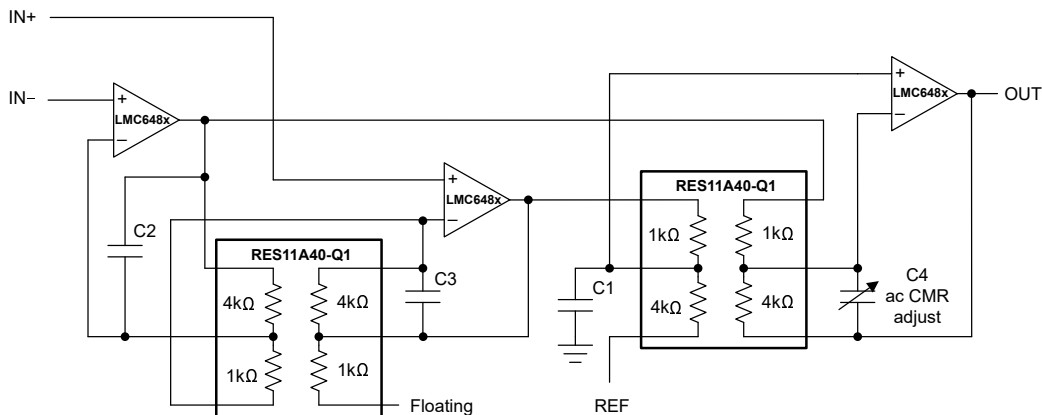 IN+
IN−
+
LMC648x
−
+
LMC648x
−
+
LMC648x
−
OUT
C2
RES11A40-Q1
4kΩ
4kΩ
1kΩ
1kΩ
C3
Floating
RES11A40-Q1
1kΩ
1kΩ
4kΩ
4kΩ
C1
REF
C4
ac CMR
adjust